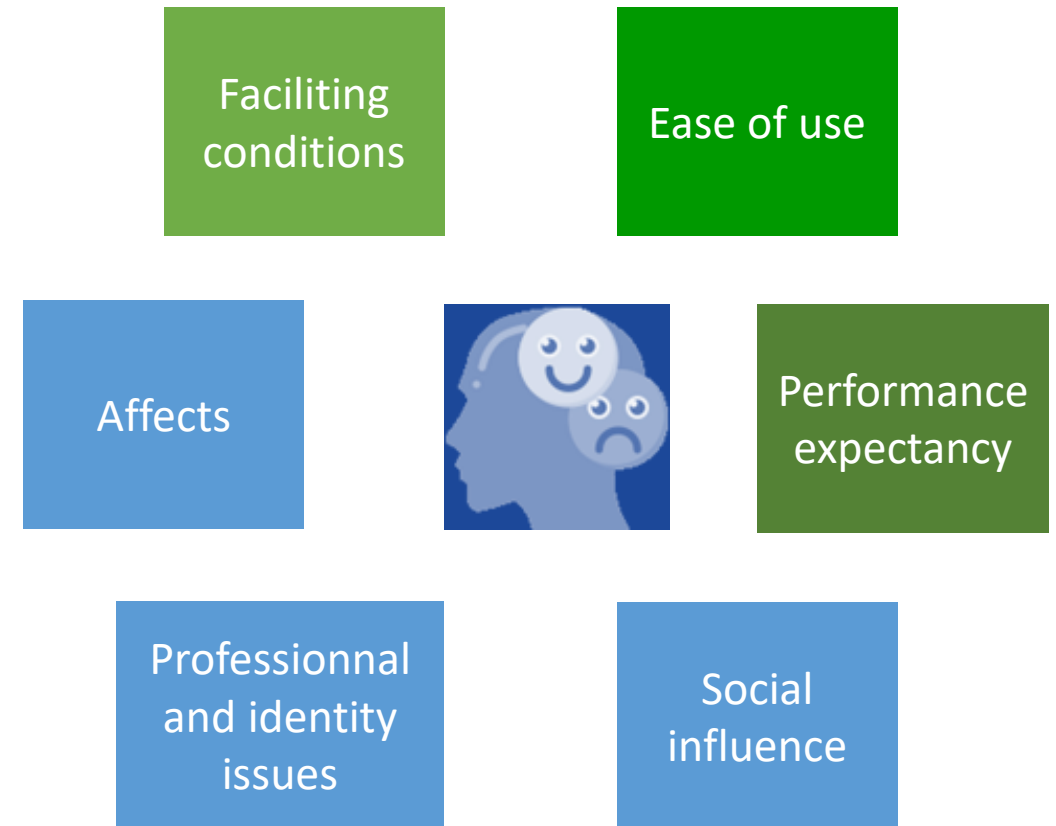 Faciliting
conditions
Ease of use
Affects
Performance
expectancy
Professionnal
and identity
issues
Social
influence